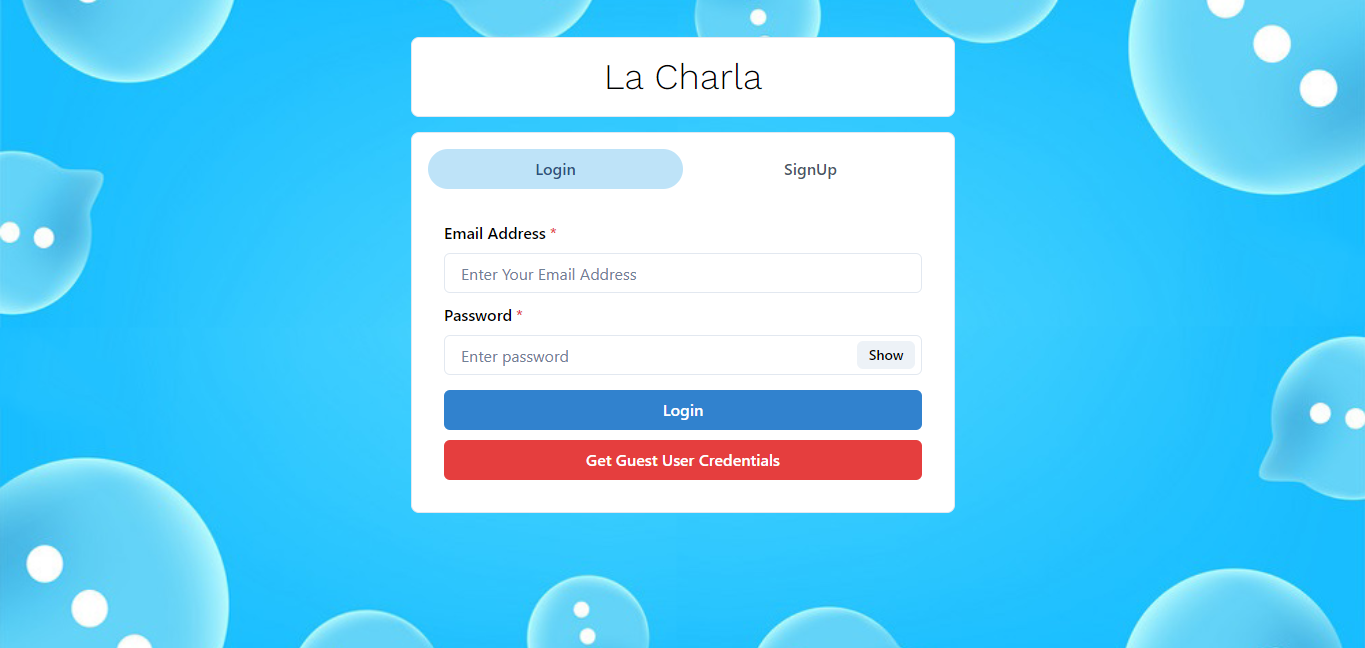 La Charla
Login SignUp
Email Address *
Enter Your Email Address
Password *
Enter password Show
Login
Get Guest User Credentials